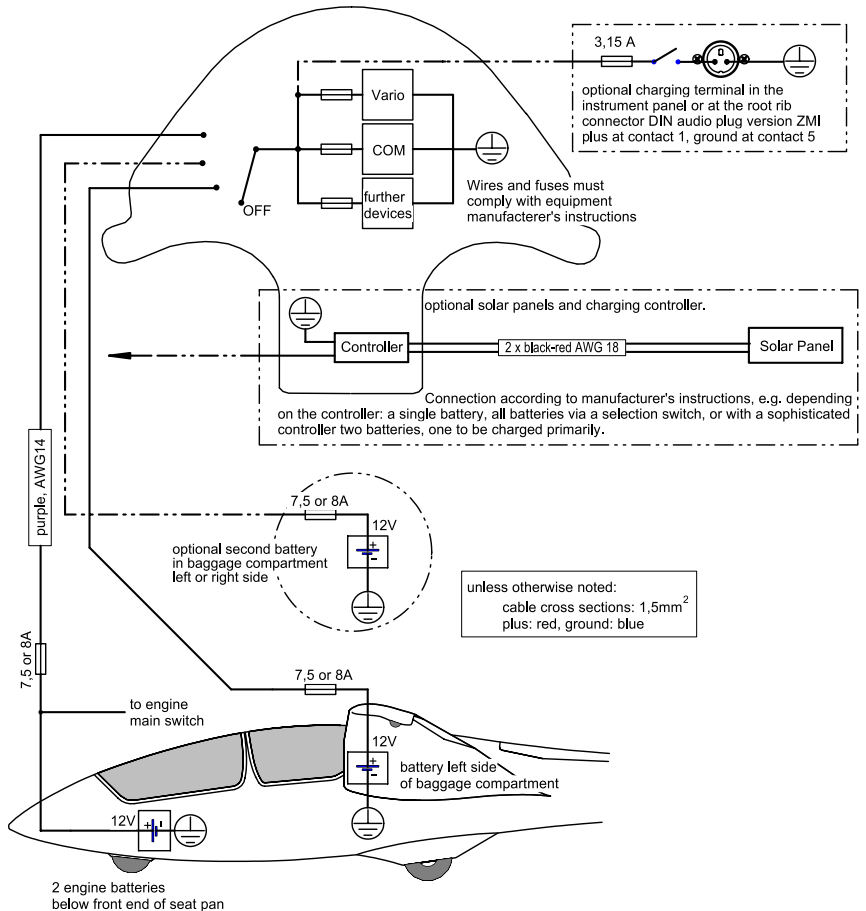 3,15 A
optional charging terminal in the
instrument panel or at the root rib
connector DIN audio plug version ZMI
plus at contact 1, ground at contact 5
Vario
COM
further
devices
OFF
Wires and fuses must
comply with equipment
manufacterer's instructions
optional solar panels and charging controller.
Controller
2 x black-red AWG 18
Solar Panel
Connection according to manufacturer's instructions, e.g. depending
on the controller: a single battery, all batteries via a selection switch, or with a sophisticated
controller two batteries, one to be charged primarily.
purple, AWG14
7,5 or 8A
12V
+
-
optional second battery
in baggage compartment
left or right side
unless otherwise noted:
cable cross sections: 1,5mm²
plus: red, ground: blue
7,5 or 8A
7,5 or 8A
to engine
main switch
12V
+
-
battery left side
of baggage compartment
12V
+ -
2 engine batteries
below front end of seat pan